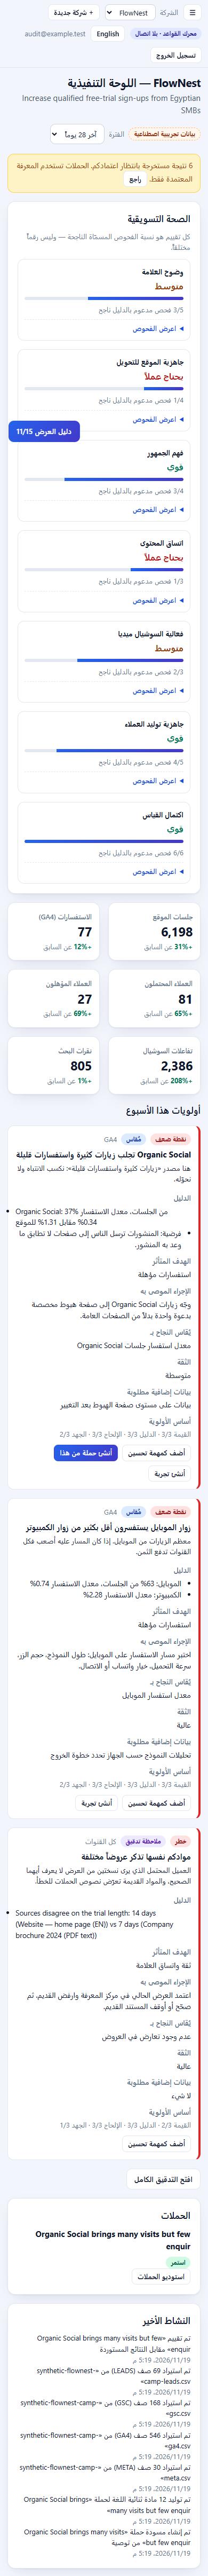 ☰
الشركة
FlowNest
+ شركة جديدة
محرك القواعد · بلا اتصال
English
audit@example.test
تسجيل الخروج
FlowNest — اللوحة التنفيذية
Increase qualified free-trial sign-ups from Egyptian
SMBs
بيانات تجريبية اصطناعية
الفترة
آخر 28 يوماً
6 نتيجة مستخرجة بانتظار اعتمادكم. الحملات تستخدم المعرفة
المعتمدة فقط.
راجع
الصحة التسويقية
كل تقييم هو نسبة الفحوص المسمّاة الناجحة — وليس رقماً
مختلقاً.
وضوح العلامة
متوسط
3/5 فحص مدعوم بالدليل ناجح
اعرض الفحوص
جاهزية الموقع للتحويل
يحتاج عملاً
1/4 فحص مدعوم بالدليل ناجح
اعرض الفحوص
دليل العرض 11/15
فهم الجمهور
قوي
3/4 فحص مدعوم بالدليل ناجح
اعرض الفحوص
اتساق المحتوى
يحتاج عملاً
1/3 فحص مدعوم بالدليل ناجح
اعرض الفحوص
فعالية السوشيال ميديا
متوسط
2/3 فحص مدعوم بالدليل ناجح
اعرض الفحوص
جاهزية توليد العملاء
قوي
4/5 فحص مدعوم بالدليل ناجح
اعرض الفحوص
اكتمال القياس
قوي
6/6 فحص مدعوم بالدليل ناجح
اعرض الفحوص
جلسات الموقع
6,198
+31% عن السابق
الاستفسارات (GA4)
77
+12% عن السابق
العملاء المحتملون
81
+65% عن السابق
العملاء المؤهلون
27
+69% عن السابق
تفاعلات السوشيال
2,386
+208% عن السابق
نقرات البحث
805
+1% عن السابق
أولويات هذا الأسبوع
نقطة ضعف
مُقاس
GA4
Organic Social تجلب زيارات كثيرة واستفسارات قليلة
هنا مصدر «زيارات كثيرة واستفسارات قليلة»: نكسب الانتباه ولا
نحوّله.
الدليل
Organic Social: 37% من الجلسات، معدل الاستفسار
0.34% مقابل 1.31% للموقع
فرضية: المنشورات ترسل الناس إلى صفحات لا تطابق ما
وعد به المنشور.
الهدف المتأثر
استفسارات مؤهلة
الإجراء الموصى به
وجّه زيارات Organic Social إلى صفحة هبوط مخصصة
بدعوة واحدة بدلاً من الصفحات العامة.
يُقاس النجاح بـ
معدل استفسار جلسات Organic Social
الثقة
متوسطة
بيانات إضافية مطلوبة
بيانات على مستوى صفحة الهبوط بعد التغيير
أساس الأولوية
القيمة 3/3 · الدليل 3/3 · الإلحاح 3/3 · الجهد 2/3
أضف كمهمة تحسين
أنشئ حملة من هذا
أنشئ تجربة
نقطة ضعف
مُقاس
GA4
زوار الموبايل يستفسرون أقل بكثير من زوار الكمبيوتر
معظم الزيارات من الموبايل، إذا كان المسار عليه أصعب فكل
القنوات تدفع الثمن.
الدليل
الموبايل: 63% من الجلسات، معدل الاستفسار 0.74%
الكمبيوتر: معدل الاستفسار 2.28%
الهدف المتأثر
استفسارات مؤهلة
الإجراء الموصى به
اختبر مسار الاستفسار على الموبايل: طول النموذج، حجم الزر،
سرعة التحميل، خيار واتساب أو الاتصال.
يُقاس النجاح بـ
معدل استفسار الموبايل
الثقة
عالية
بيانات إضافية مطلوبة
تحليلات النموذج حسب الجهاز تحدد خطوة الخروج
أساس الأولوية
القيمة 3/3 · الدليل 3/3 · الإلحاح 3/3 · الجهد 2/3
أضف كمهمة تحسين
أنشئ تجربة
خطر
ملاحظة تدقيق
كل القنوات
موادكم نفسها تذكر عروضاً مختلفة
العميل المحتمل الذي يرى نسختين من العرض لا يعرف أيهما
الصحيح، والمواد القديمة تعرّض نصوص الحملات للخطأ.
الدليل
Sources disagree on the trial length: 14 days
(Website — home page (EN)) vs 7 days (Company
brochure 2024 (PDF text))
الهدف المتأثر
ثقة واتساق العلامة
الإجراء الموصى به
اعتمد العرض الحالي في مركز المعرفة وارفض القديم، ثم
صحّح أو أوقف المستند القديم.
يُقاس النجاح بـ
عدم وجود تعارض في العروض
الثقة
عالية
بيانات إضافية مطلوبة
لا شيء
أساس الأولوية
القيمة 2/3 · الدليل 3/3 · الإلحاح 3/3 · الجهد 1/3
أضف كمهمة تحسين
افتح التدقيق الكامل
الحملات
Organic Social brings many visits but few
enquir
استمر
استوديو الحملات
النشاط الأخير
تم تقييم «Organic Social brings many visits but few
enquir» مقابل النتائج المستوردة
2026/11/19، 5:19 م
تم استيراد 69 صف (LEADS) من «synthetic-flownest-
camp-leads.csv»
2026/11/19، 5:19 م
تم استيراد 168 صف (GSC) من «synthetic-flownest-camp-
gsc.csv»
2026/11/19، 5:19 م
تم استيراد 546 صف (GA4) من «synthetic-flownest-camp-
ga4.csv»
2026/11/19، 5:19 م
تم استيراد 30 صف (META) من «synthetic-flownest-camp-
meta.csv»
2026/11/19، 5:19 م
تم توليد 12 مادة ثنائية اللغة لحملة «Organic Social brings
many visits but few enquir»
2026/11/19، 5:19 م
تم إنشاء مسودة حملة «Organic Social brings many visits
but few enquir» من توصية
2026/11/19، 5:19 م